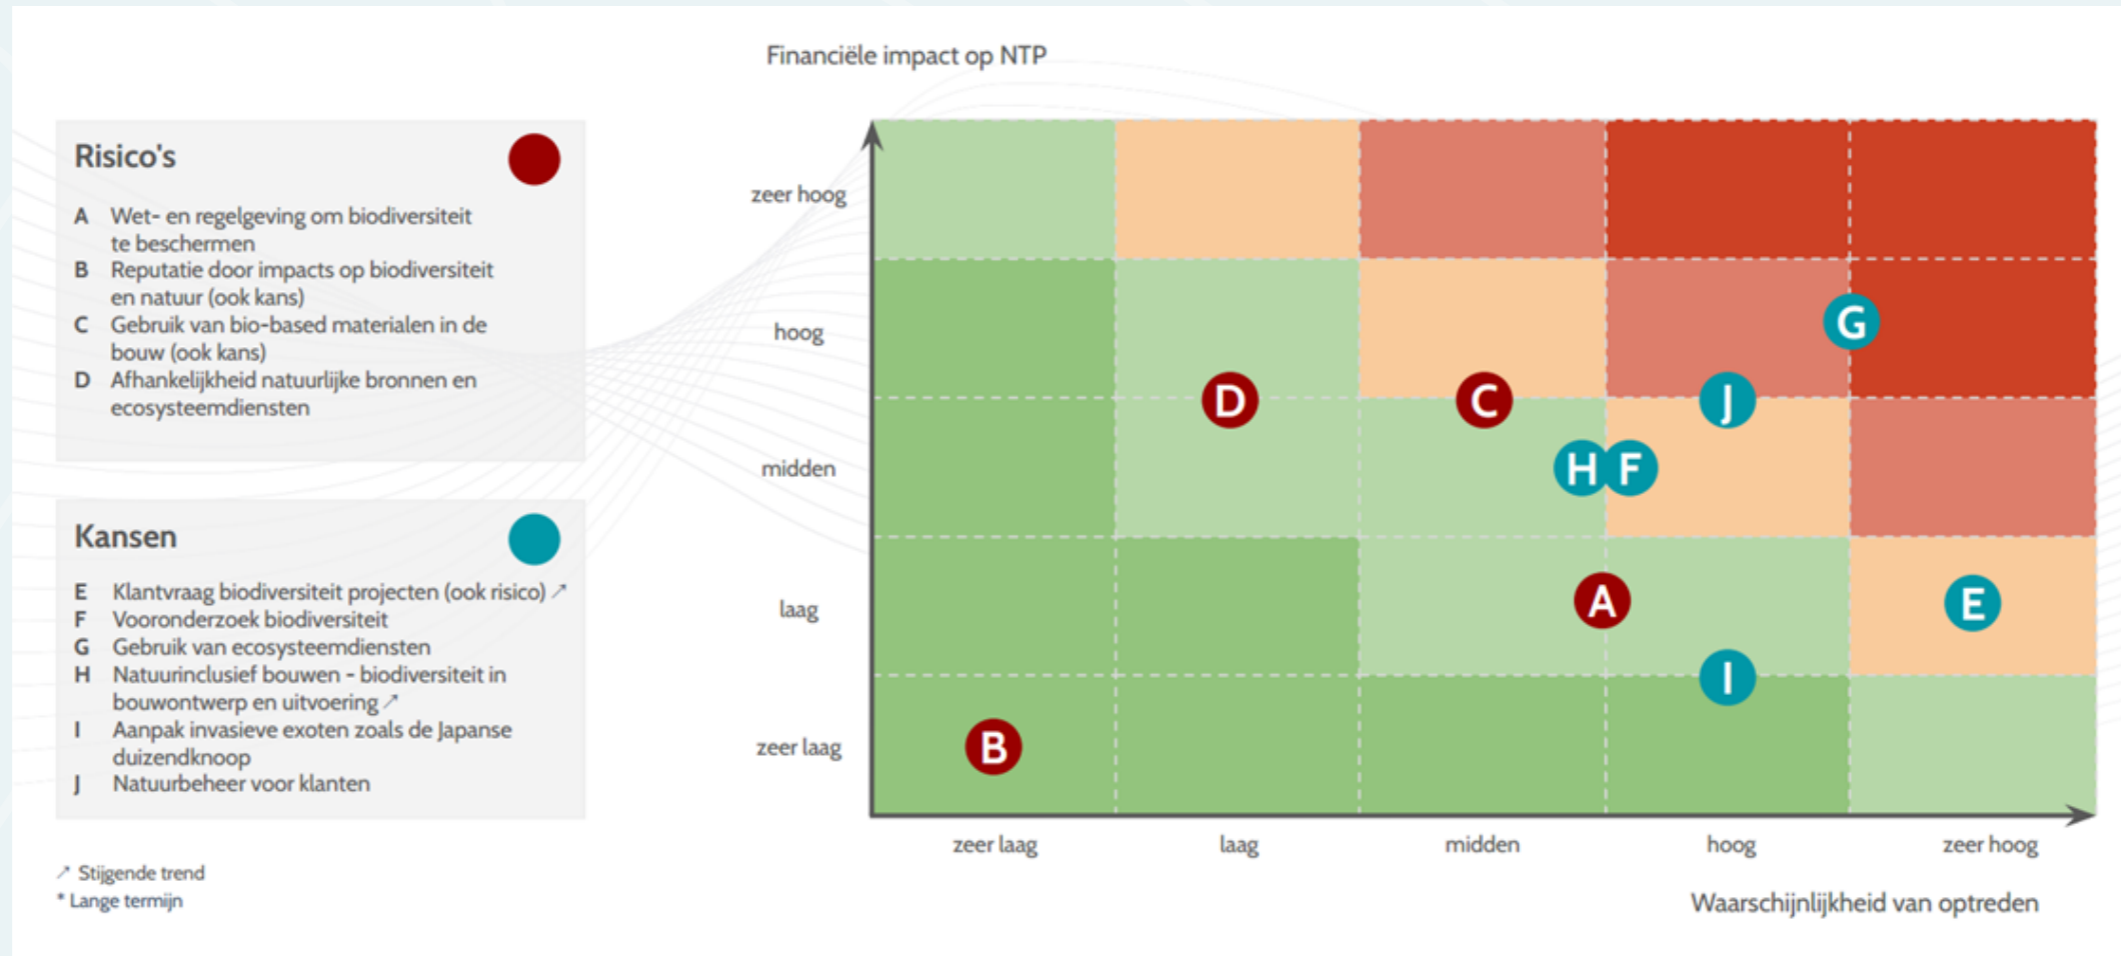 Financiële impact op NTP
Risico's
A Wet- en regelgeving om biodiversiteit
te beschermen
B Reputatie door impacts op biodiversiteit
en natuur (ook kans)
C Gebruik van bio-based materialen in de
bouw (ook kans)
D Afhankelijkheid natuurlijke bronnen en
ecosysteemdiensten
Kansen
E Klantvraag biodiversiteit projecten (ook risico) ↗
F Vooronderzoek biodiversiteit
G Gebruik van ecosysteemdiensten
H Natuurinclusief bouwen - biodiversiteit in
bouwontwerp en uitvoering ↗
I Aanpak invasieve exoten zoals de Japanse
duizendknoop
J Natuurbeheer voor klanten
↗ Stijgende trend
* Lange termijn
zeer hoog
hoog
G
D
C
J
midden
H F
laag
A
E
I
zeer laag
B
zeer laag
laag
midden
hoog
zeer hoog
Waarschijnlijkheid van optreden